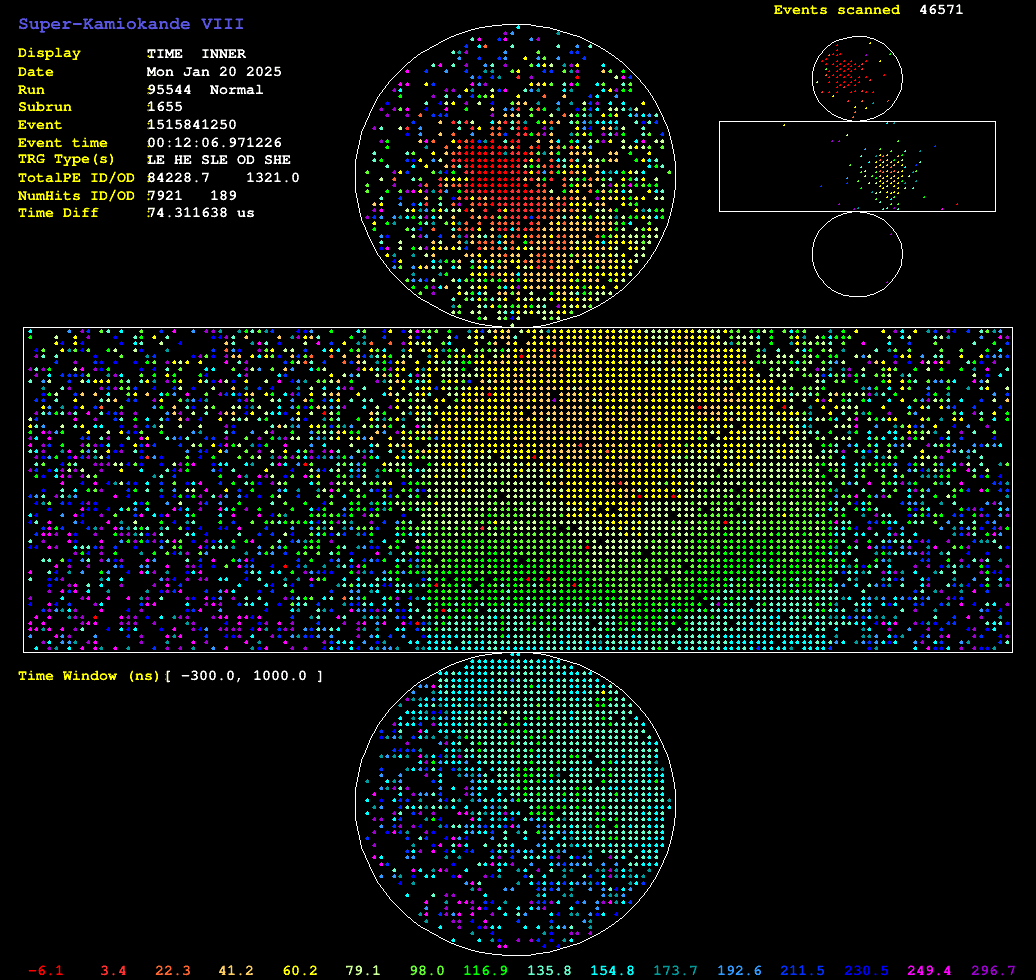 Super-Kamiokande VIII
Events scanned 46571
Display TIME INNER
Date Mon Jan 20 2025
Run 95544 Normal
Subrun 1655
Event 1515841250
Event time 00:12:06.971226
TRG Type(s) LE HE SLE OD SHE
TotalPE ID/OD 84228.7 1321.0
NumHits ID/OD 7921 189
Time Diff 74.311638 us
Time Window (ns)[ -300.0, 1000.0 ]
-6.1 3.4 22.3 41.2 60.2 79.1 98.0 116.9 135.8 154.8 173.7 192.6 211.5 230.5 249.4 296.7